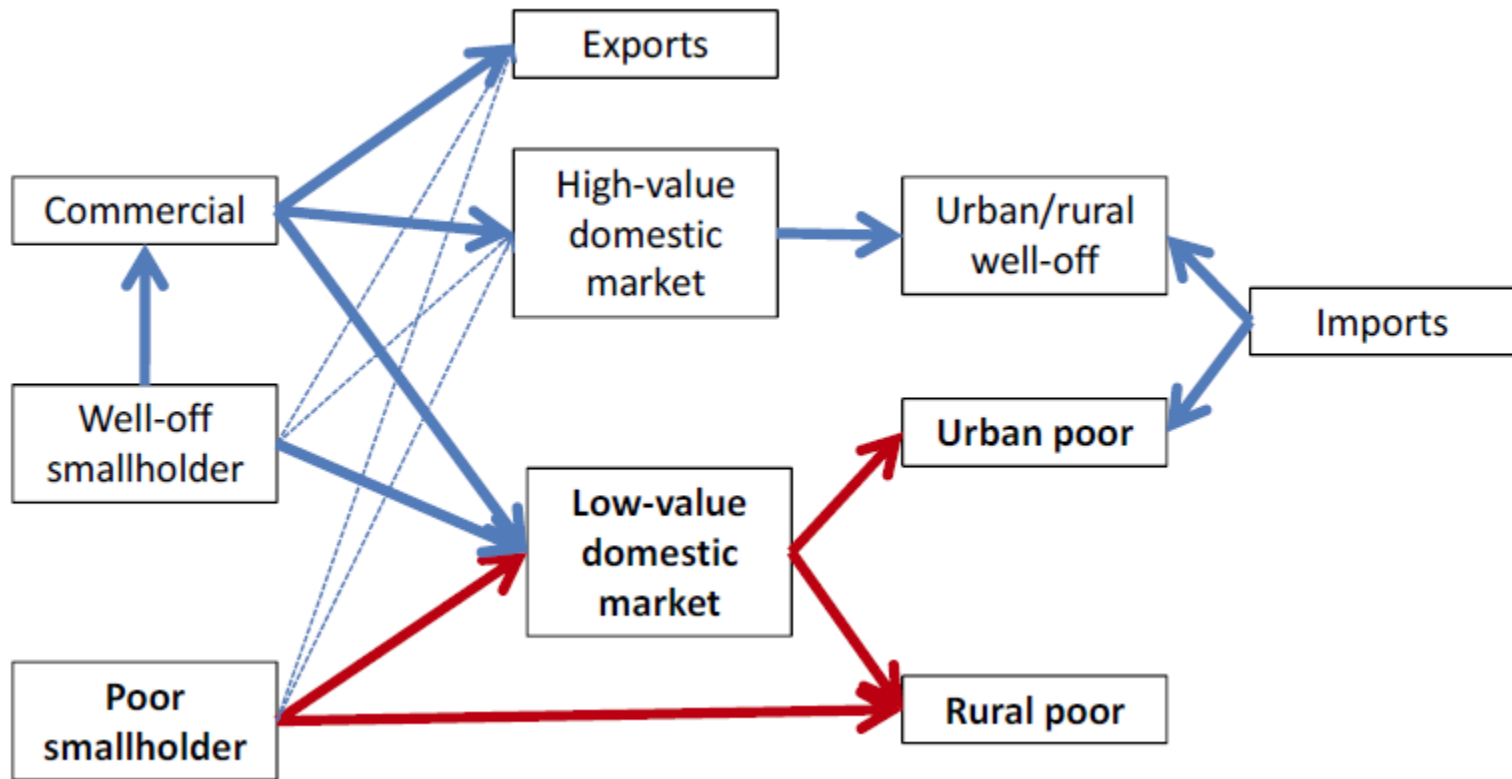 Exports
Commercial
High-value
domestic
market
Urban/rural
well-off
Imports
Well-off
smallholder
Urban poor
Low-value
domestic
market
Poor
smallholder
Rural poor